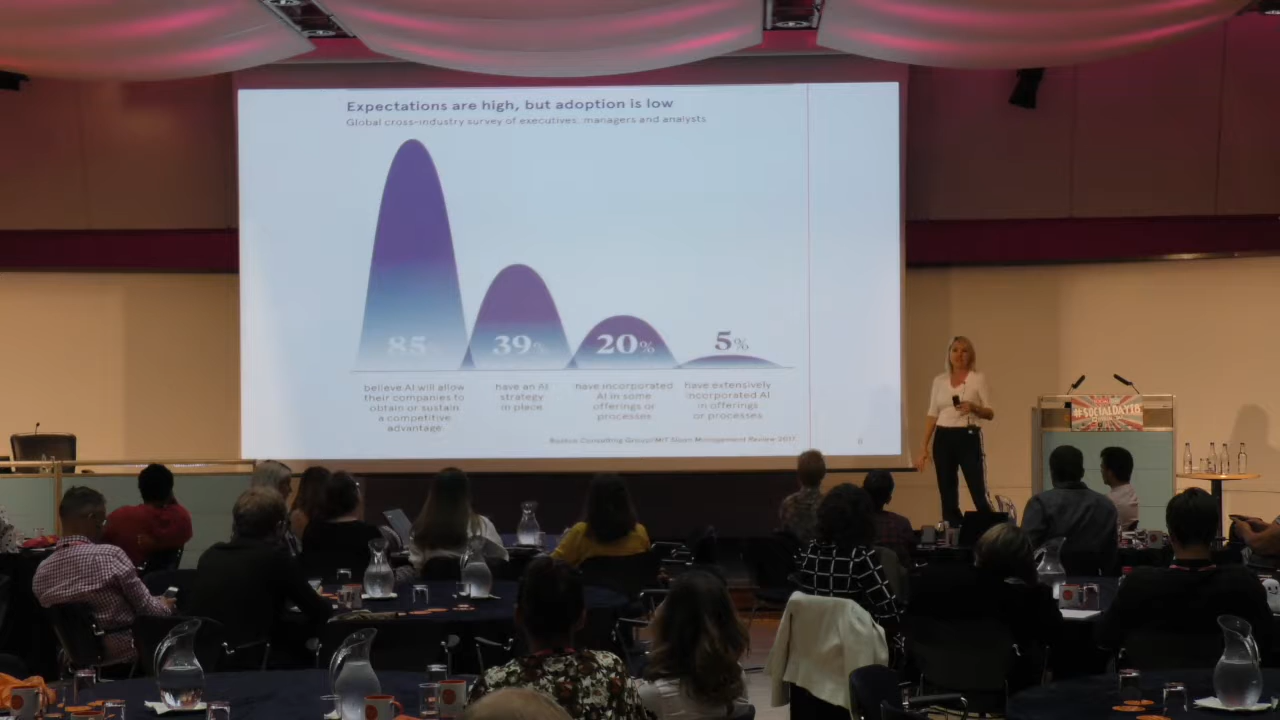 Expectations are high, but adoption is low
Global cross-industry survey of executives, managers and analysts
85
39%
20%
5%
believe AI will allow
their companies to
obtain or sustain
a competitive
advantage
have an AI
strategy
in place
have incorporated
AI in some
offerings or
processes
have extensively
incorporated AI
in offerings
or processes
Boston Consulting Group/MIT Sloan Management Review 2017
6
#SOCIALDAY18